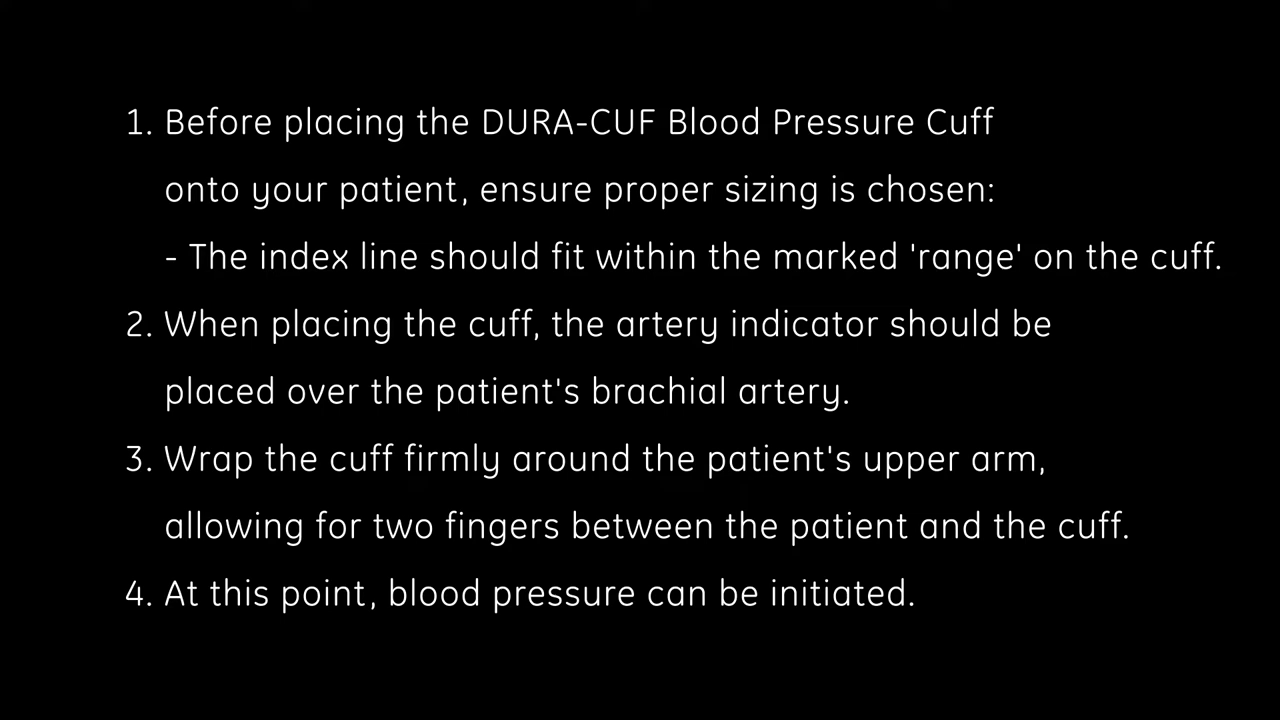 1. Before placing the DURA-CUF Blood Pressure Cuff
onto your patient, ensure proper sizing is chosen:
- The index line should fit within the marked 'range' on the cuff.
2. When placing the cuff, the artery indicator should be
placed over the patient's brachial artery.
3. Wrap the cuff firmly around the patient's upper arm,
allowing for two fingers between the patient and the cuff.
4. At this point, blood pressure can be initiated.